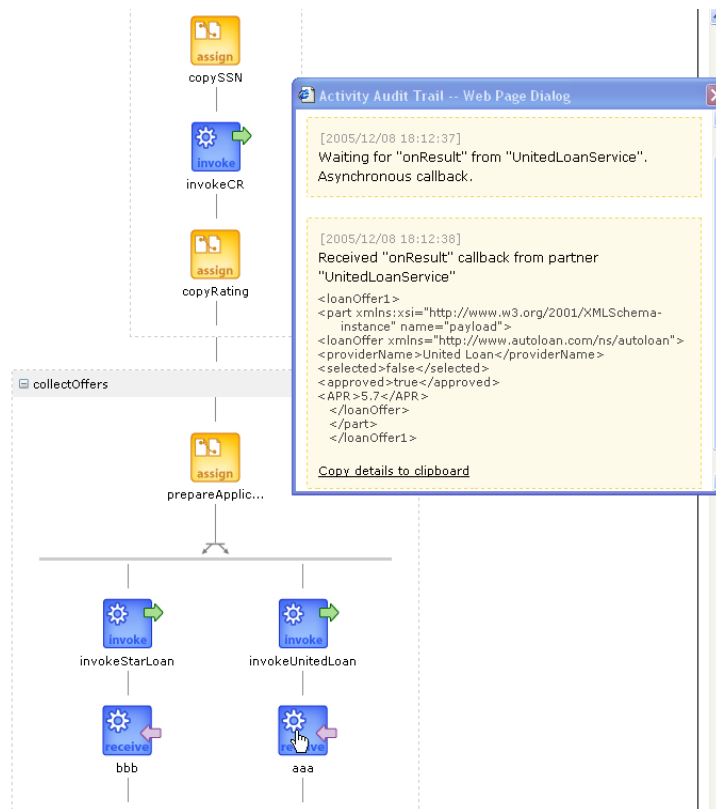 assign
copySSN
invoke
invokeCR
assign
copyRating
Activity Audit Trail -- Web Page Dialog
[2005/12/08 18:12:37]
Waiting for "onResult" from "UnitedLoanService".
Asynchronous callback.
[2005/12/08 18:12:38]
Received "onResult" callback from partner
"UnitedLoanService"
<loanOffer1>
<part xmlns:xsi="http://www.w3.org/2001/XMLSchema-
instance" name="payload">
<loanOffer xmlns="http://www.autoloan.com/ns/autoloan">
<providerName>United Loan</providerName>
<selected>false</selected>
<approved>true</approved>
<APR>5.7</APR>
</loanOffer>
</part>
</loanOffer1>
Copy details to clipboard
collectOffers
assign
prepareApplic...
invoke
invokeStarLoan
invoke
invokeUnitedLoan
receive
bbb
receive
aaa